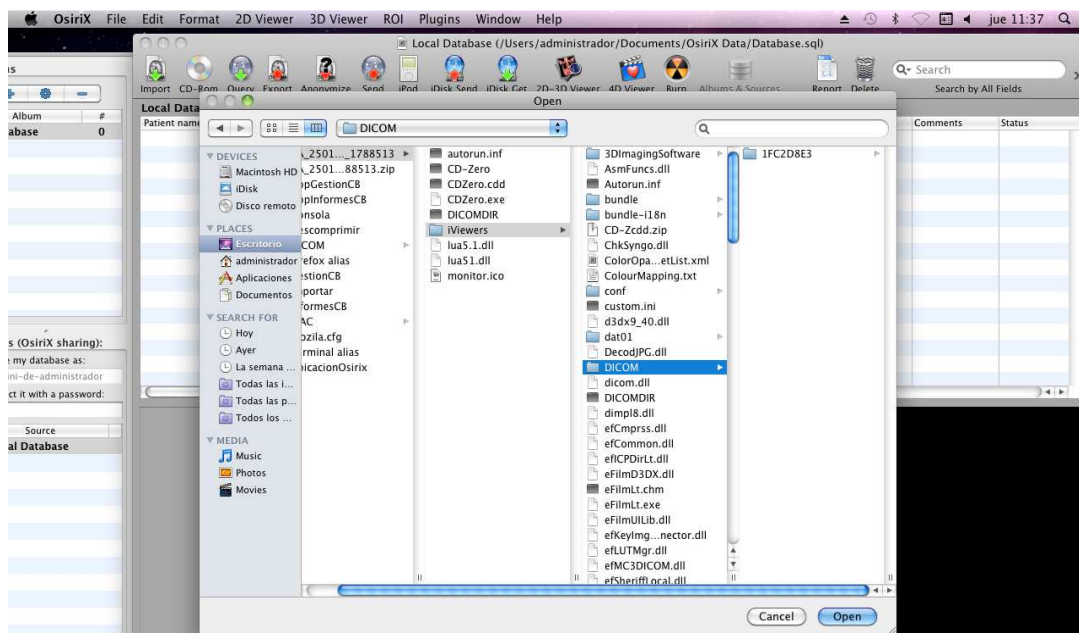 OsiriX File Edit Format 2D Viewer 3D Viewer ROI Plugins Window Help jue 11:37
Local Database (/Users/administrador/Documents/OsiriX Data/Database.sql)
Import CD-Rom Query Export Anonymize Send iPod iDisk Send iDisk Get 2D-3D Viewer 4D Viewer Burn Albums & Sources Report Delete Search by All Fields
Search
Album #
abase 0
Local Data
Patient name
Comments Status
s (OsiriX sharing):
my database as:
ini-de-administrador
ct it with a password:
Source
al Database
Open
DICOM
DEVICES
Macintosh HD
iDisk
Disco remoto
PLACES
Escritorio
administrador
Aplicaciones
Documentos
SEARCH FOR
Hoy
Ayer
La semana ...
Todas las i...
Todas las p...
Todos los ...
MEDIA
Music
Photos
Movies
_2501..._1788513
_2501...88513.zip
pGestionCB
pInformesCB
nsola
escomprimir
COM
refox alias
estionCB
portar
formesCB
AC
ozila.cfg
rminal alias
icacionOsirix
autorun.inf
CD-Zero
CDZero.cdd
CDZero.exe
DICOMDIR
iViewers
lua5.1.dll
lua51.dll
monitor.ico
3DImagingSoftware
AsmFuncs.dll
Autorun.inf
bundle
bundle-i18n
CD-Zcdd.zip
ChkSyngo.dll
ColorOpa...etList.xml
ColourMapping.txt
conf
custom.ini
d3dx9_40.dll
dat01
DecodJPG.dll
DICOM
dicom.dll
DICOMDIR
dimpl8.dll
efCmprss.dll
efCommon.dll
efICPDirLt.dll
eFilmD3DX.dll
eFilmLt.chm
eFilmLt.exe
eFilmUILib.dll
efKeyImg...nector.dll
efLUTMgr.dll
efMC3DICOM.dll
efSheriffLocal.dll
1FC2D8E3
Cancel Open